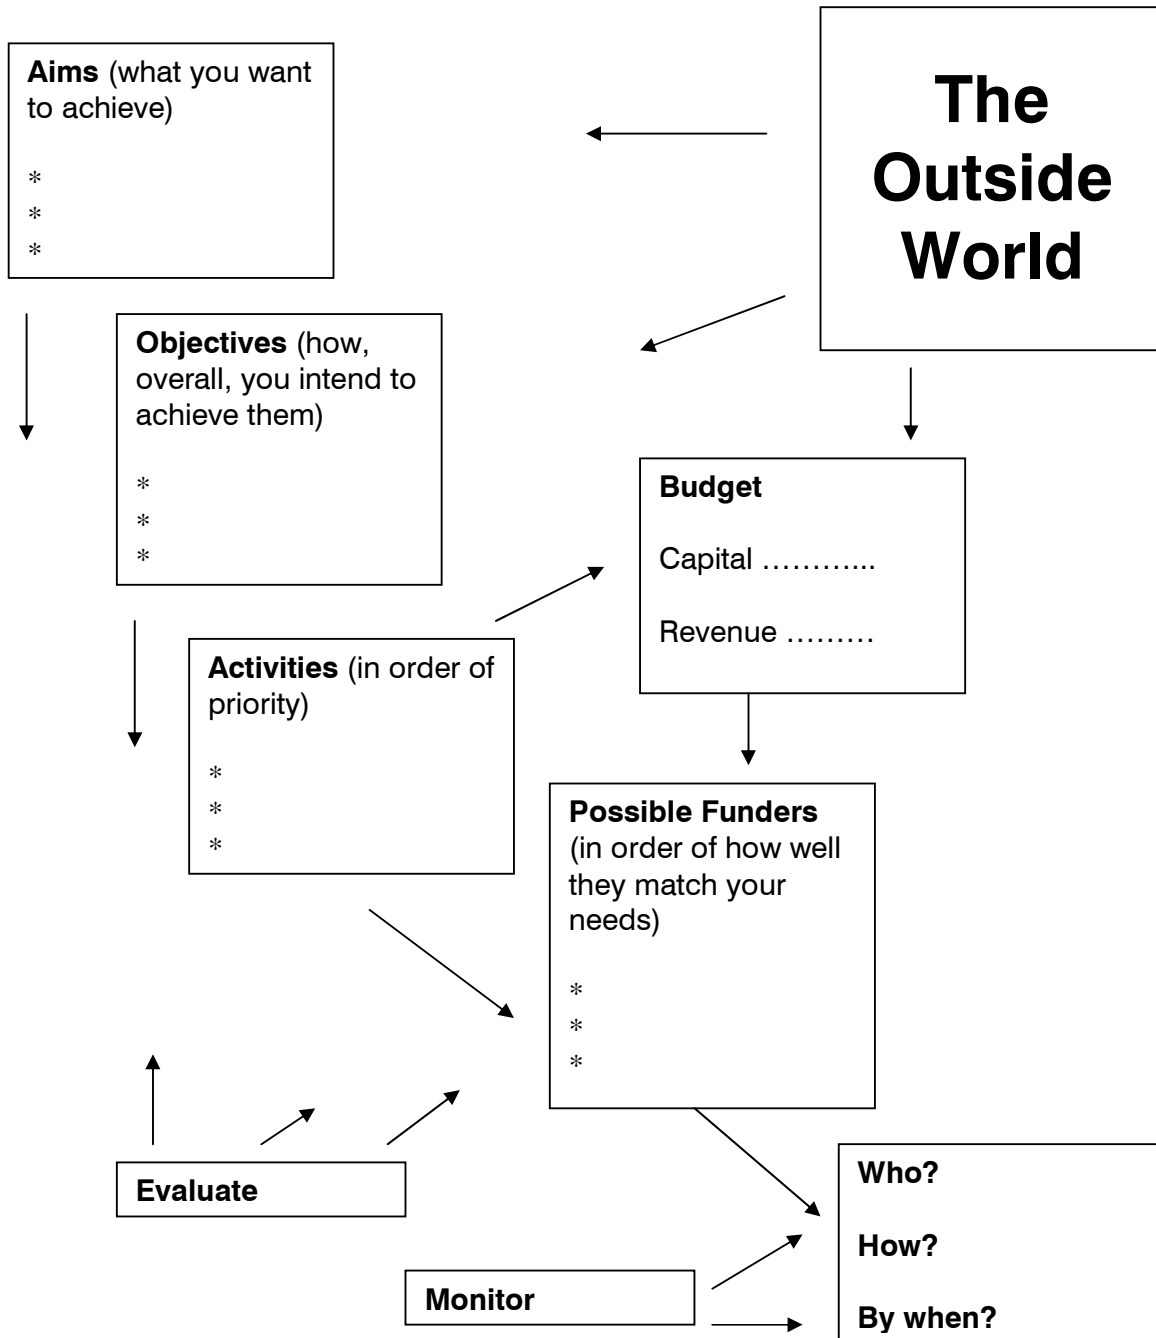 Aims (what you want
to achieve)
*
*
*
The
Outside
World
Objectives (how,
overall, you intend to
achieve them)
*
*
*
Budget
Capital ………...
Revenue ………
Activities (in order of
priority)
*
*
*
Possible Funders
(in order of how well
they match your
needs)
*
*
*
Evaluate
Who?
How?
By when?
Monitor